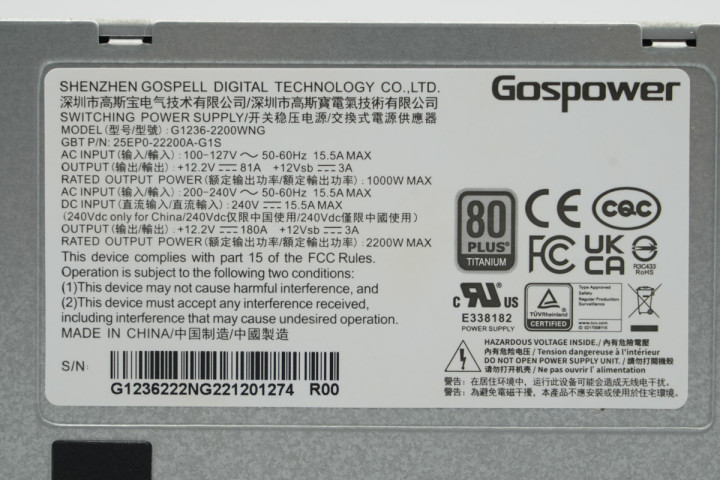 Gospower
SHENZHEN GOSPELL DIGITAL TECHNOLOGY CO.,LTD.
深圳市高斯宝电气技术有限公司/深圳市高斯寶電氣技術有限公司
SWITCHING POWER SUPPLY/开关稳压电源/交換式電源供應器
MODEL(型号/型號): G1236-2200WNG
GBT P/N: 25EP0-22200A-G1S
AC INPUT(输入/輸入): 100-127V～ 50-60Hz 15.5A MAX
OUTPUT(输出/輸出): +12.2V⎓ 81A +12Vsb⎓3A
RATED OUTPUT POWER(额定输出功率/額定輸出功率): 1000W MAX
AC INPUT(输入/輸入): 200-240V～ 50-60Hz 15.5A MAX
DC INPUT(直流输入/直流輸入): 240V⎓15.5A MAX
(240Vdc only for China/240Vdc仅限中国使用/240Vdc僅限中國使用)
OUTPUT(输出/輸出): +12.2V⎓180A +12Vsb⎓3A
RATED OUTPUT POWER(额定输出功率/額定輸出功率): 2200W MAX
This device complies with part 15 of the FCC Rules.
Operation is subject to the following two conditions:
(1)This device may not cause harmful interference, and
(2)This device must accept any interference received,
including interference that may cause undesired operation.
MADE IN CHINA/中国制造/中國製造
S/N:
G1236222NG221201274 R00
80
PLUS®
TITANIUM
CE
CQC
FC
UK
CA
R3C433
RoHS
c RU US
E338182
POWER SUPPLY
TÜVRheinland
CERTIFIED
Type Approved
Safety
Regular Production
Surveillance
www.tuv.com
HAZARDOUS VOLTAGE INSIDE./ 內有危險電壓
内有危险电压 / Tension dangereuse à l'intérieur
DO NOT OPEN POWER SUPPLY UNIT. / 請勿打開機殼
请勿打开机壳 / Ne pas ouvrir l' alimentation
警告: 在居住环境中，运行此设备可能会造成无线电干扰。
警告: 為避免電磁干擾，本產品不應安裝或使用於住宅環境。